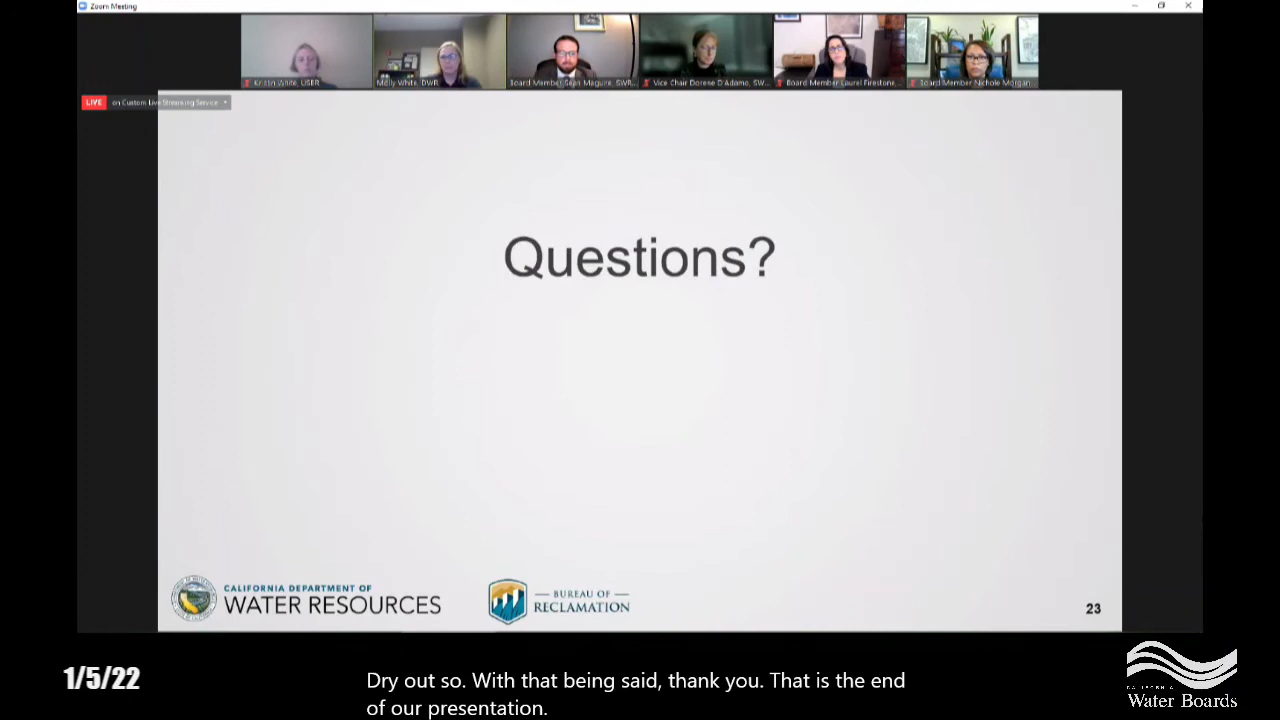 Zoom Meeting
Kristin White, USBR
Molly White, DWR
Board Member Sean Maguire, SWR...
Vice Chair Dorene D'Adamo, SW...
Board Member Laurel Firestone,...
Board Member Nichole Morgan...
LIVE on Custom Live Streaming Service
Questions?
CALIFORNIA DEPARTMENT OF
WATER RESOURCES
BUREAU OF
RECLAMATION
23
1/5/22
Dry out so. With that being said, thank you. That is the end
of our presentation.
CALIFORNIA
Water Boards